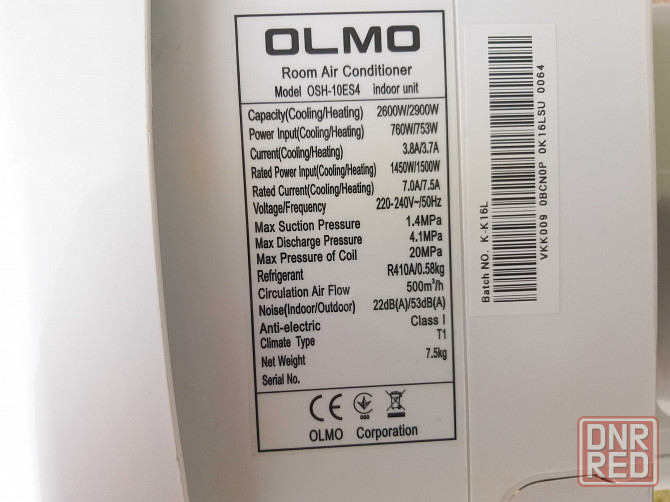 OLMO
Room Air Conditioner
Model OSH-10ES4 indoor unit
Capacity(Cooling/Heating) 2600W/2900W
Power Input(Cooling/Heating) 760W/753W
Current(Cooling/Heating) 3.8A/3.7A
Rated Power Input(Cooling/Heating) 1450W/1500W
Rated Current(Cooling/Heating) 7.0A/7.5A
Voltage/Frequency 220-240V~/50Hz
Max Suction Pressure 1.4MPa
Max Discharge Pressure 4.1MPa
Max Pressure of Coil 20MPa
Refrigerant R410A/0.58kg
Circulation Air Flow 500m³/h
Noise(Indoor/Outdoor) 22dB(A)/53dB(A)
Anti-electric Class I
Climate Type T1
Net Weight 7.5kg
Serial No.
CE
OLMO Corporation
Batch NO. K-K16L
VKK009 0BCN0P 0K16LSU 0064
DNR
RED